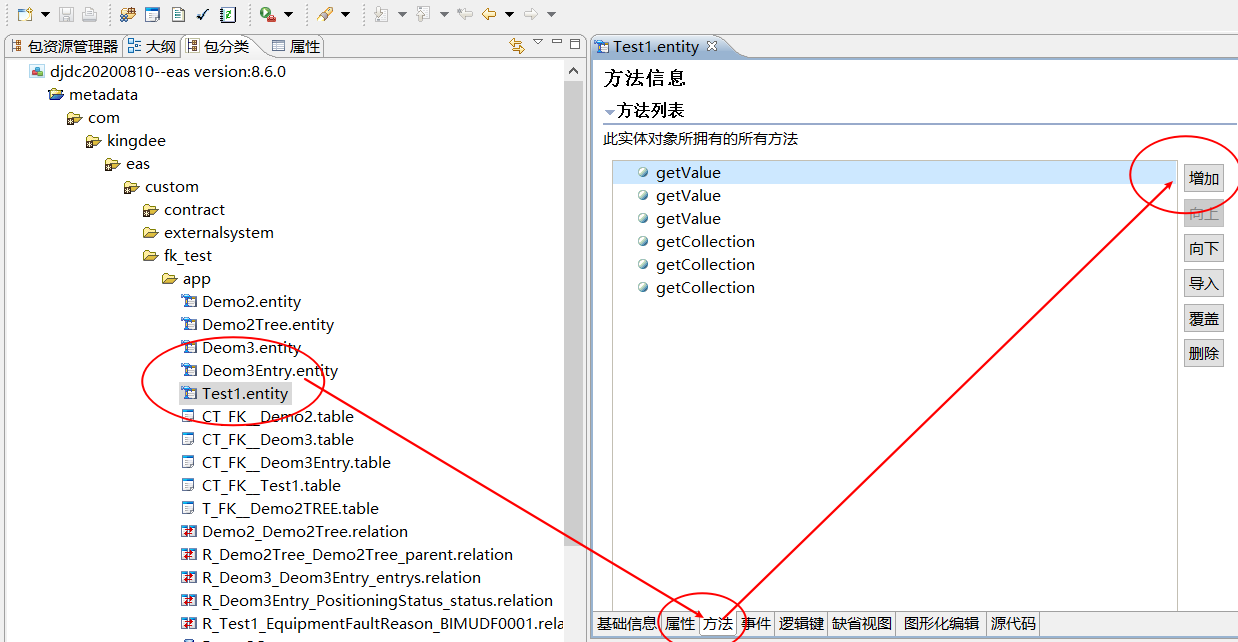 包资源管理器 大纲 包分类 属性
djdc20200810--eas version:8.6.0
metadata
com
kingdee
eas
custom
contract
externalsystem
fk_test
app
Demo2.entity
Demo2Tree.entity
Deom3.entity
Deom3Entry.entity
Test1.entity
CT_FK__Demo2.table
CT_FK__Deom3.table
CT_FK__Deom3Entry.table
CT_FK__Test1.table
T_FK__Demo2TREE.table
Demo2_Demo2Tree.relation
R_Demo2Tree_Demo2Tree_parent.relation
R_Deom3_Deom3Entry_entrys.relation
R_Deom3Entry_PositioningStatus_status.relation
R_Test1_EquipmentFaultReason_BIMUDF0001.rela
Test1.entity
方法信息
方法列表
此实体对象所拥有的所有方法
getValue
getValue
getValue
getCollection
getCollection
getCollection
增加
向上
向下
导入
覆盖
删除
基础信息 属性 方法 事件 逻辑键 缺省视图 图形化编辑 源代码